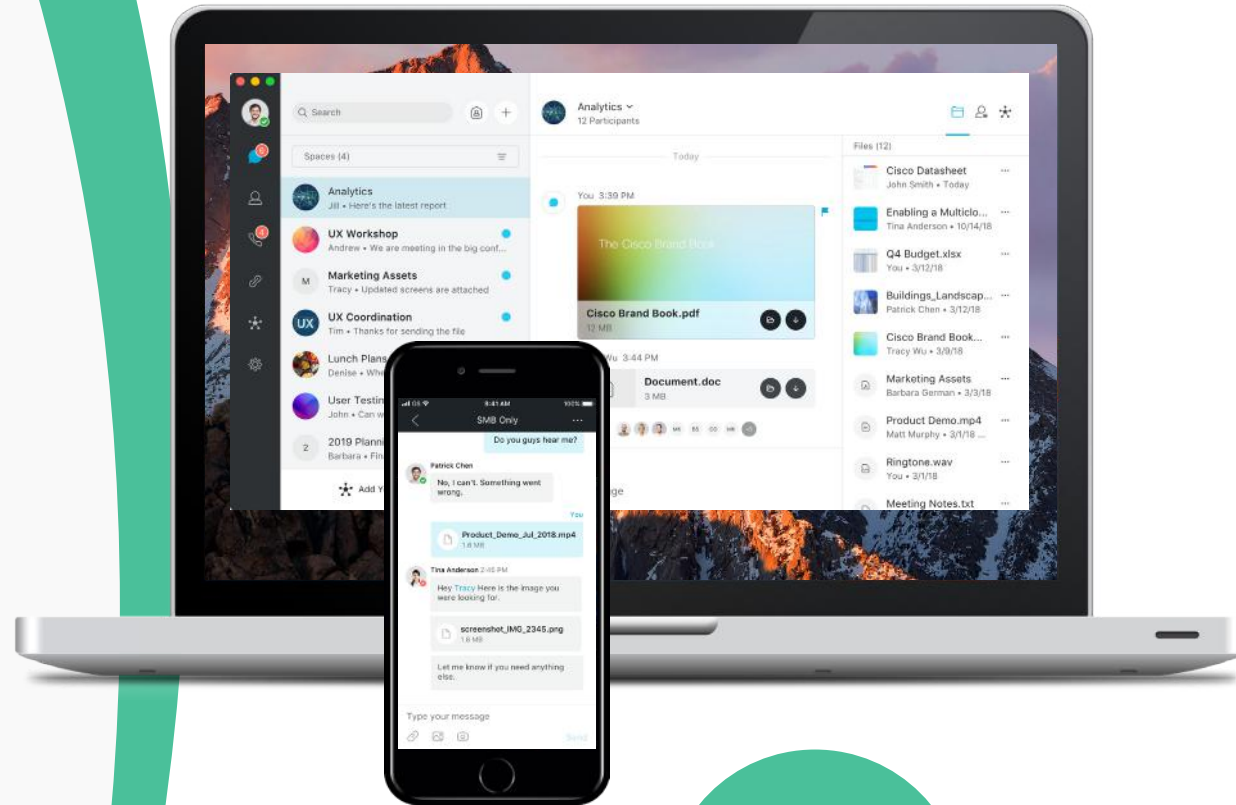 Search
Spaces (4)
Analytics
Jill • Here's the latest report
UX Workshop
Andrew • We are meeting in the big conf...
M
Marketing Assets
Tracy • Updated screens are attached
UX
UX Coordination
Tim • Thanks for sending the file
Lunch Plans
Denise •
User Testin
John • Can w
2
2019 Planni
Barbara • Fin
Add Y
Analytics
12 Participants
Today
You 3:39 PM
The Cisco Brand Book
Cisco Brand Book.pdf
12 MB
Wu 3:44 PM
Document.doc
3 MB
Files (12)
Cisco Datasheet
John Smith • Today
Enabling a Multiclo...
Tina Anderson • 10/14/18
Q4 Budget.xlsx
You • 3/12/18
Buildings_Landscap...
Patrick Chen • 3/12/18
Cisco Brand Book...
Tracy Wu • 3/9/18
Marketing Assets
Barbara German • 3/3/18
Product Demo.mp4
Matt Murphy • 3/1/18 ...
Ringtone.wav
You • 3/1/18
Meeting Notes.txt
9:41 AM
100%
SMB Only
Do you guys hear me?
Patrick Chen
No, I can't. Something went
wrong.
You
Product_Demo_Jul_2018.mp4
1.6 MB
Tina Anderson 2:45 PM
Hey Tracy Here is the image you
were looking for.
screenshot_IMG_2345.png
1.6 MB
Let me know if you need anything
else.
Type your message
Send